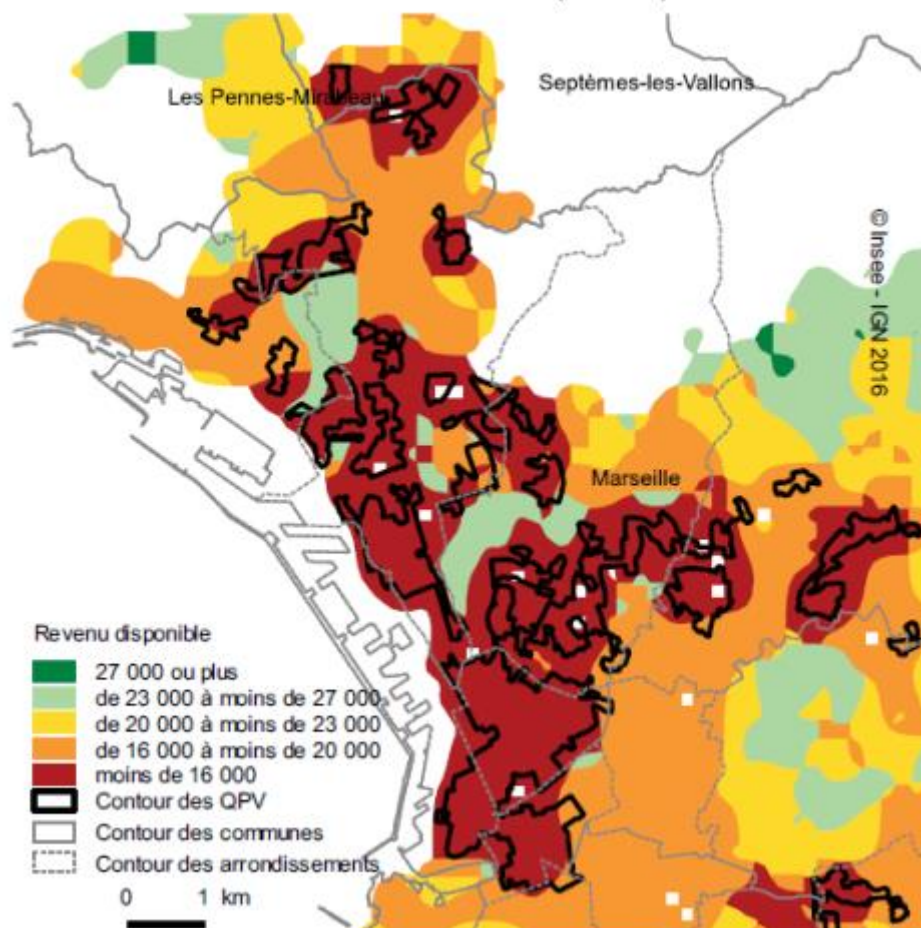 Les Pennes-Mirabeau
Septèmes-les-Vallons
© Insee - IGN 2016
Marseille
Revenu disponible
27 000 ou plus
de 23 000 à moins de 27 000
de 20 000 à moins de 23 000
de 16 000 à moins de 20 000
moins de 16 000
Contour des QPV
Contour des communes
Contour des arrondissements
0 1 km